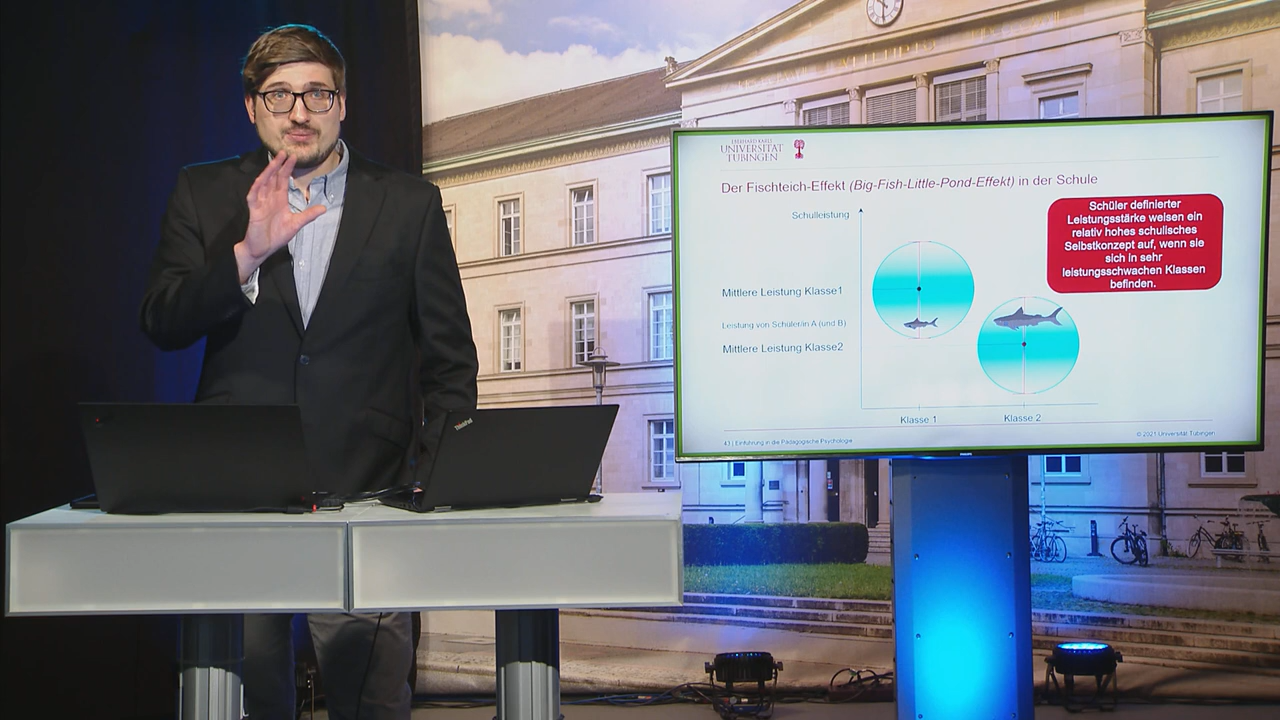 EBERHARD KARLS
UNIVERSITÄT
TÜBINGEN
Der Fischteich-Effekt (Big-Fish-Little-Pond-Effekt) in der Schule
Schulleistung
Schüler definierter
Leistungsstärke weisen ein
relativ hohes schulisches
Selbstkonzept auf, wenn sie
sich in sehr
leistungsschwachen Klassen
befinden.
Mittlere Leistung Klasse1
Leistung von Schüler/in A (und B)
Mittlere Leistung Klasse2
Klasse 1
Klasse 2
43 | Einführung in die Pädagogische Psychologie
© 2021 Universität Tübingen
PHILIPS
ThinkPad